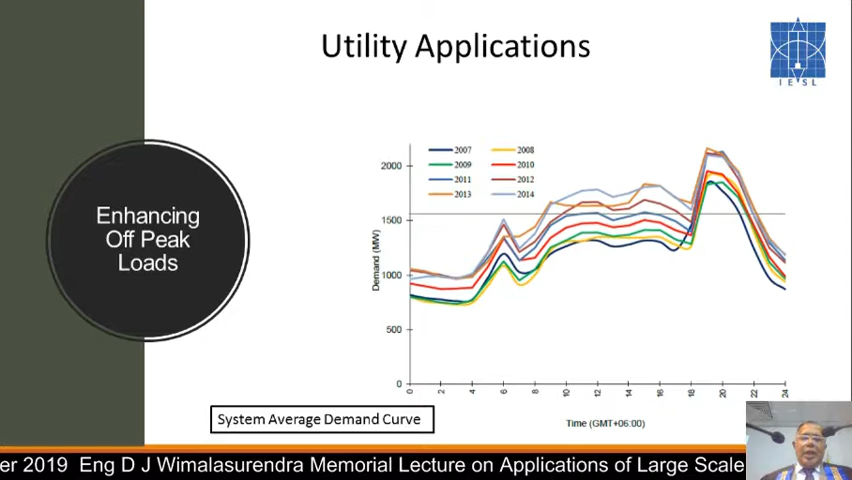 Utility Applications
I E S L
Enhancing
Off Peak
Loads
2007
2008
2009
2010
2011
2012
2013
2014
Demand (MW)
2000
1500
1000
500
0
0 2 4 6 8 10 12 14 16 18 20 22 24
Time (GMT+06:00)
System Average Demand Curve
er 2019 Eng D J Wimalasurendra Memorial Lecture on Applications of Large Scale